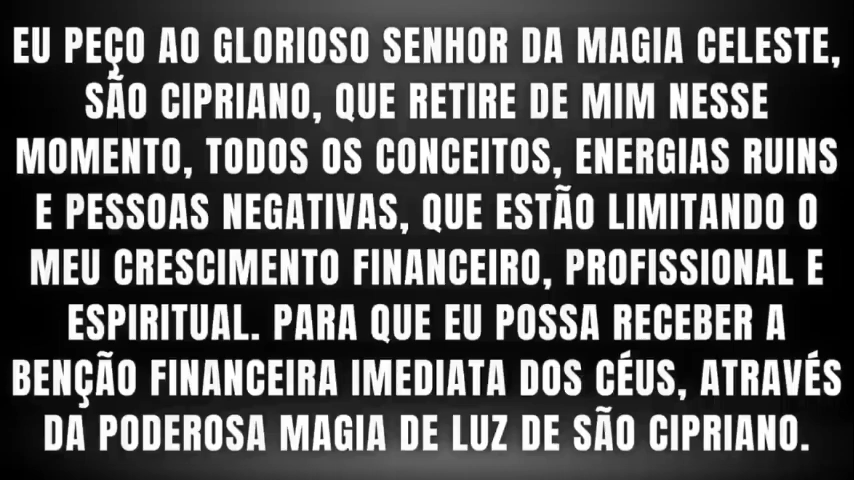 EU PEÇO AO GLORIOSO SENHOR DA MAGIA CELESTE,
SÃO CIPRIANO, QUE RETIRE DE MIM NESSE
MOMENTO, TODOS OS CONCEITOS, ENERGIAS RUINS
E PESSOAS NEGATIVAS, QUE ESTÃO LIMITANDO O
MEU CRESCIMENTO FINANCEIRO, PROFISSIONAL E
ESPIRITUAL. PARA QUE EU POSSA RECEBER A
BENÇÃO FINANCEIRA IMEDIATA DOS CÉUS, ATRAVÉS
DA PODEROSA MAGIA DE LUZ DE SÃO CIPRIANO.